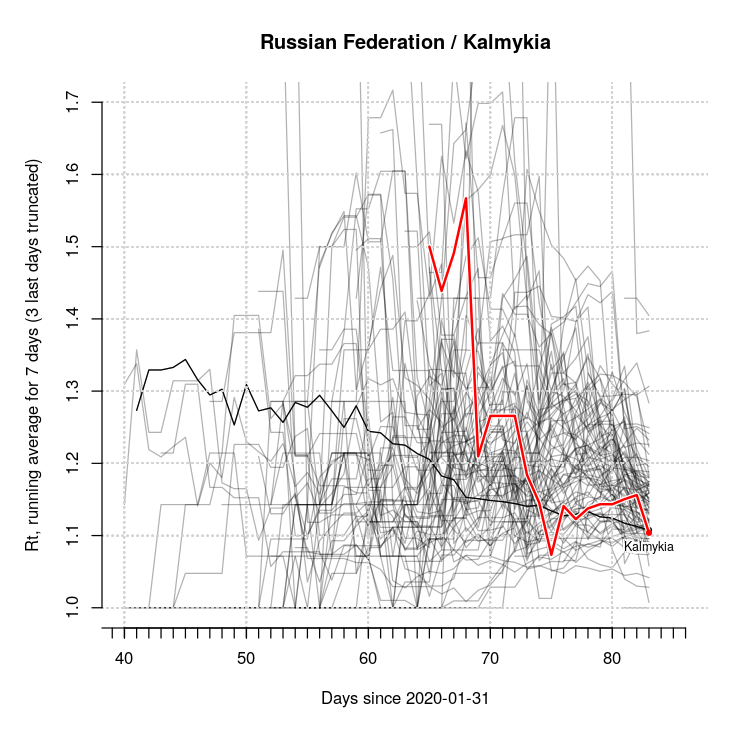 Russian Federation / Kalmykia
Rt, running average for 7 days (3 last days truncated)
1.7
1.6
1.5
1.4
1.3
1.2
1.1
1.0
Kalmykia
40 50 60 70 80
Days since 2020-01-31